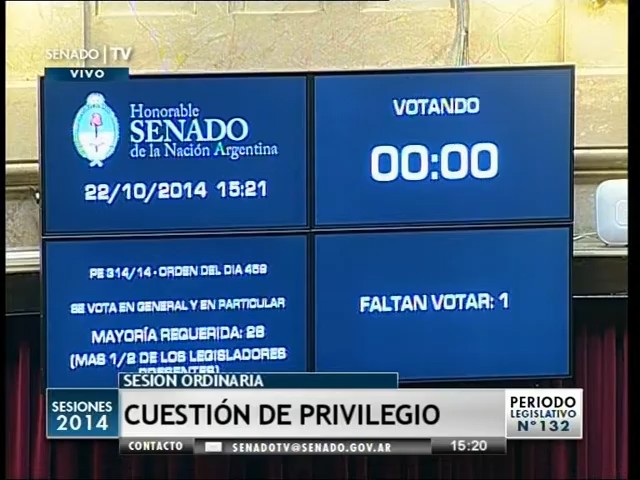 SENADO TV
VIVO
Honorable
SENADO
de la Nación Argentina
22/10/2014 15:21
VOTANDO
00:00
PE 314/14 - ORDEN DEL DIA 459
SE VOTA EN GENERAL Y EN PARTICULAR
MAYORÍA REQUERIDA: 28
(MAS 1/2 DE LOS LEGISLADORES
PRESENTES)
FALTAN VOTAR: 1
SESIÓN ORDINARIA
SESIONES
2014
CUESTIÓN DE PRIVILEGIO
PERIODO
LEGISLATIVO
Nº 132
CONTACTO SENADOTV@SENADO.GOV.AR 15:20